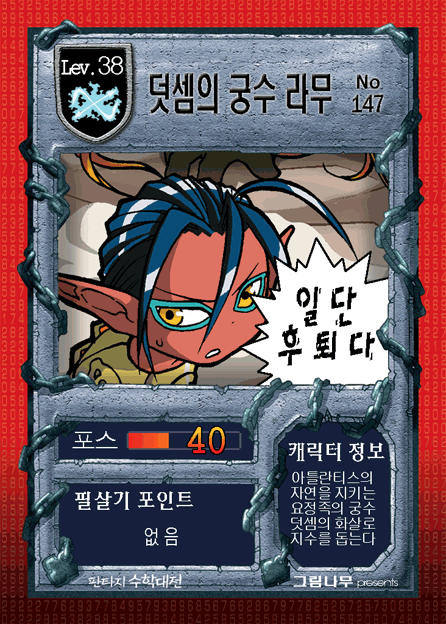 Lev. 38
덧셈의 궁수 라무
No
147
일단
후퇴다
포스 40
캐릭터 정보
아틀란티스의
자연을 지키는
요정족의 궁수
덧셈의 화살로
지수를 돕는다
필살기 포인트
없음
판타지 수학대전
그림나무 presents